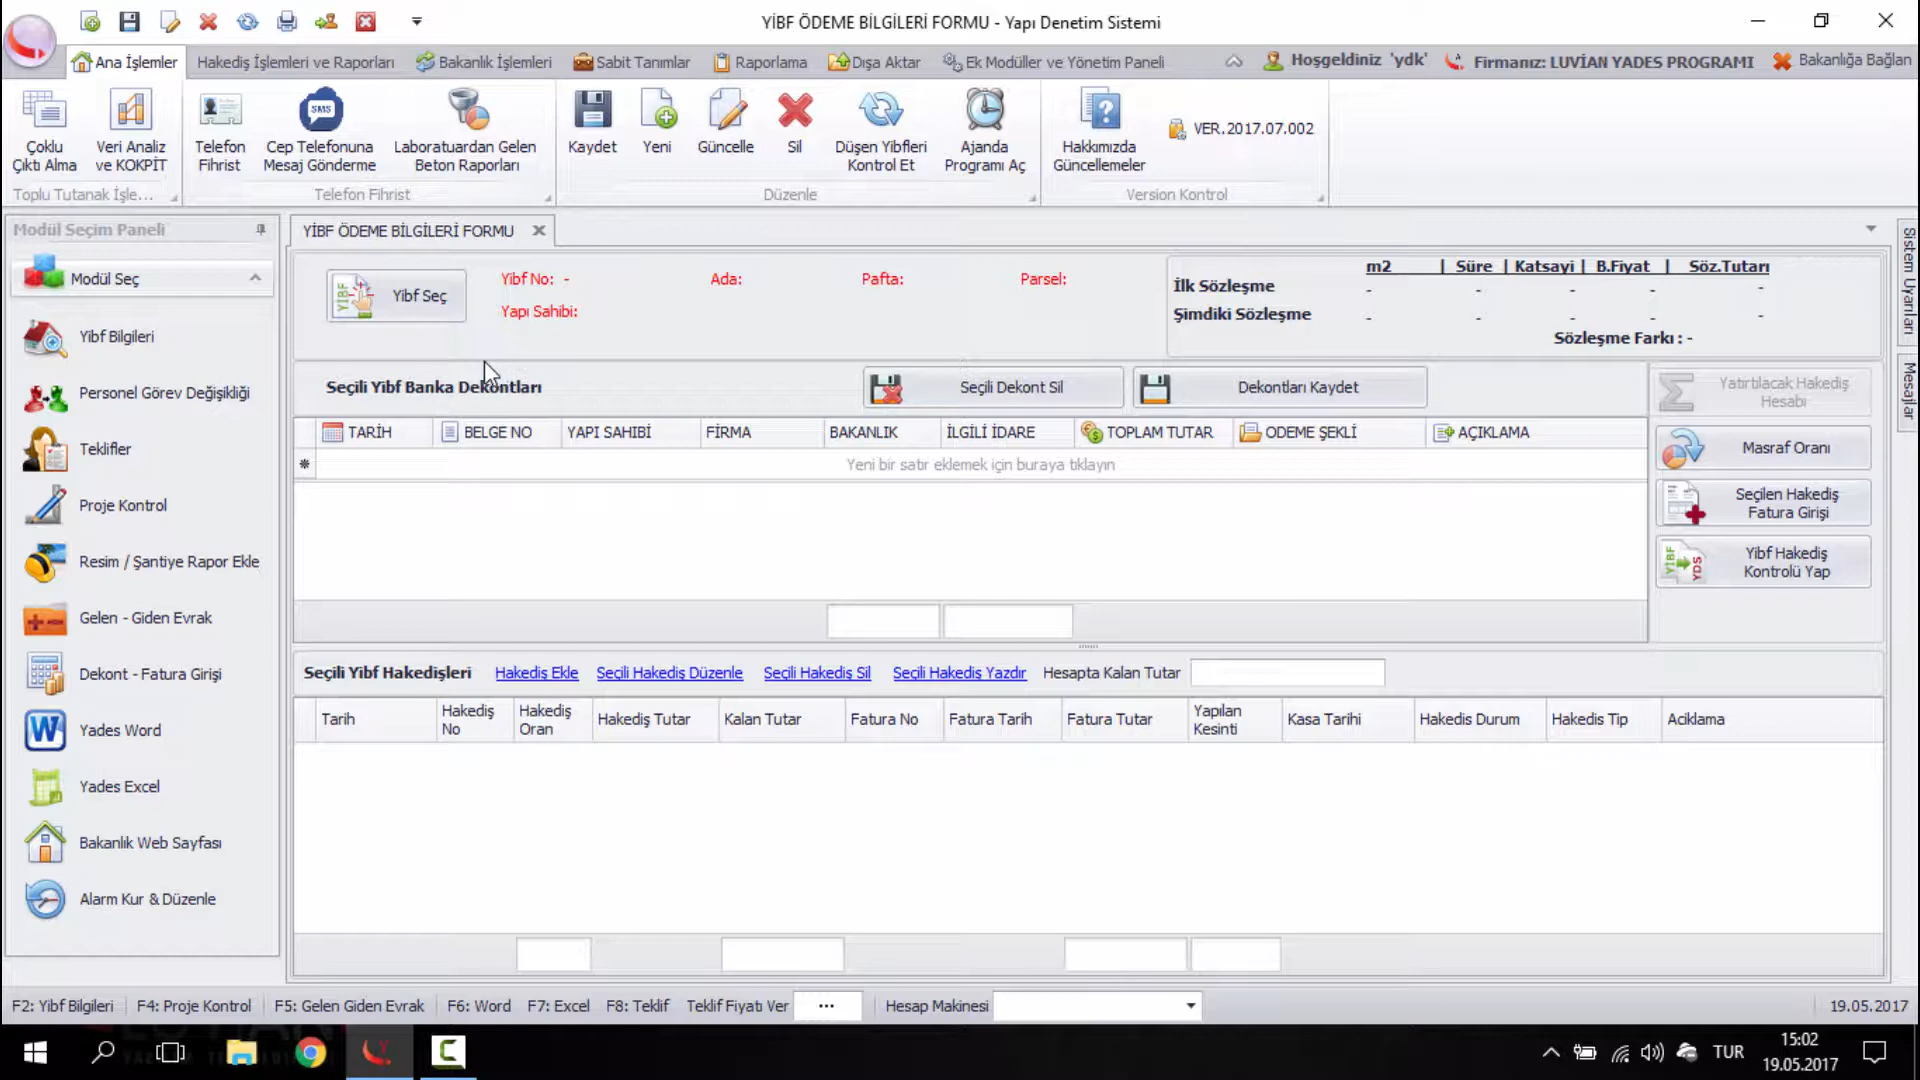 YİBF ÖDEME BİLGİLERİ FORMU - Yapı Denetim Sistemi
Ana İşlemler
Hakediş İşlemleri ve Raporları
Bakanlık İşlemleri
Sabit Tanımlar
Raporlama
Dışa Aktar
Ek Modüller ve Yönetim Paneli
Hoşgeldiniz 'ydk'
Firmanız: LUVİAN YADES PROGRAMI
Bakanlığa Bağlan
Çoklu
Çıktı Alma
Veri Analiz
ve KOKPİT
Telefon
Fihrist
SMS
Cep Telefonuna
Mesaj Gönderme
Laboratuardan Gelen
Beton Raporları
Kaydet
Yeni
Güncelle
Sil
Düşen Yibfleri
Kontrol Et
Ajanda
Programı Aç
Hakkımızda
Güncellemeler
VER.2017.07.002
Toplu Tutanak İşle...
Telefon Fihrist
Düzenle
Version Kontrol
Modül Seçim Paneli
Modül Seç
Yibf Bilgileri
Personel Görev Değişikliği
Teklifler
Proje Kontrol
Resim / Şantiye Rapor Ekle
Gelen - Giden Evrak
Dekont - Fatura Girişi
Yades Word
Yades Excel
Bakanlık Web Sayfası
Alarm Kur & Düzenle
YİBF ÖDEME BİLGİLERİ FORMU
YİBF
Yibf Seç
Yibf No: -
Ada:
Pafta:
Parsel:
Yapı Sahibi:
m2 | Süre | Katsayi | B.Fiyat | Söz.Tutarı
İlk Sözleşme - - - - -
Şimdiki Sözleşme - - - - -
Sözleşme Farkı : -
Seçili Yibf Banka Dekontları
Seçili Dekont Sil
Dekontları Kaydet
TARİH
BELGE NO
YAPI SAHİBİ
FİRMA
BAKANLIK
İLGİLİ İDARE
TOPLAM TUTAR
ODEME ŞEKLİ
AÇIKLAMA
Yeni bir satır eklemek için buraya tıklayın
Yatırtılacak Hakediş
Hesabı
Masraf Oranı
Seçilen Hakediş
Fatura Girişi
YİBF
YDS
Yibf Hakediş
Kontrolü Yap
Sistem Uyarıları
Mesajlar
Seçili Yibf Hakedişleri
Hakediş Ekle
Seçili Hakediş Düzenle
Seçili Hakediş Sil
Seçili Hakediş Yazdır
Hesapta Kalan Tutar
Tarih
Hakediş
No
Hakediş
Oran
Hakediş Tutar
Kalan Tutar
Fatura No
Fatura Tarih
Fatura Tutar
Yapılan
Kesinti
Kasa Tarihi
Hakedis Durum
Hakedis Tip
Aciklama
F2: Yibf Bilgileri
F4: Proje Kontrol
F5: Gelen Giden Evrak
F6: Word
F7: Excel
F8: Teklif
Teklif Fiyatı Ver
...
Hesap Makinesi
19.05.2017
TUR
15:02
19.05.2017